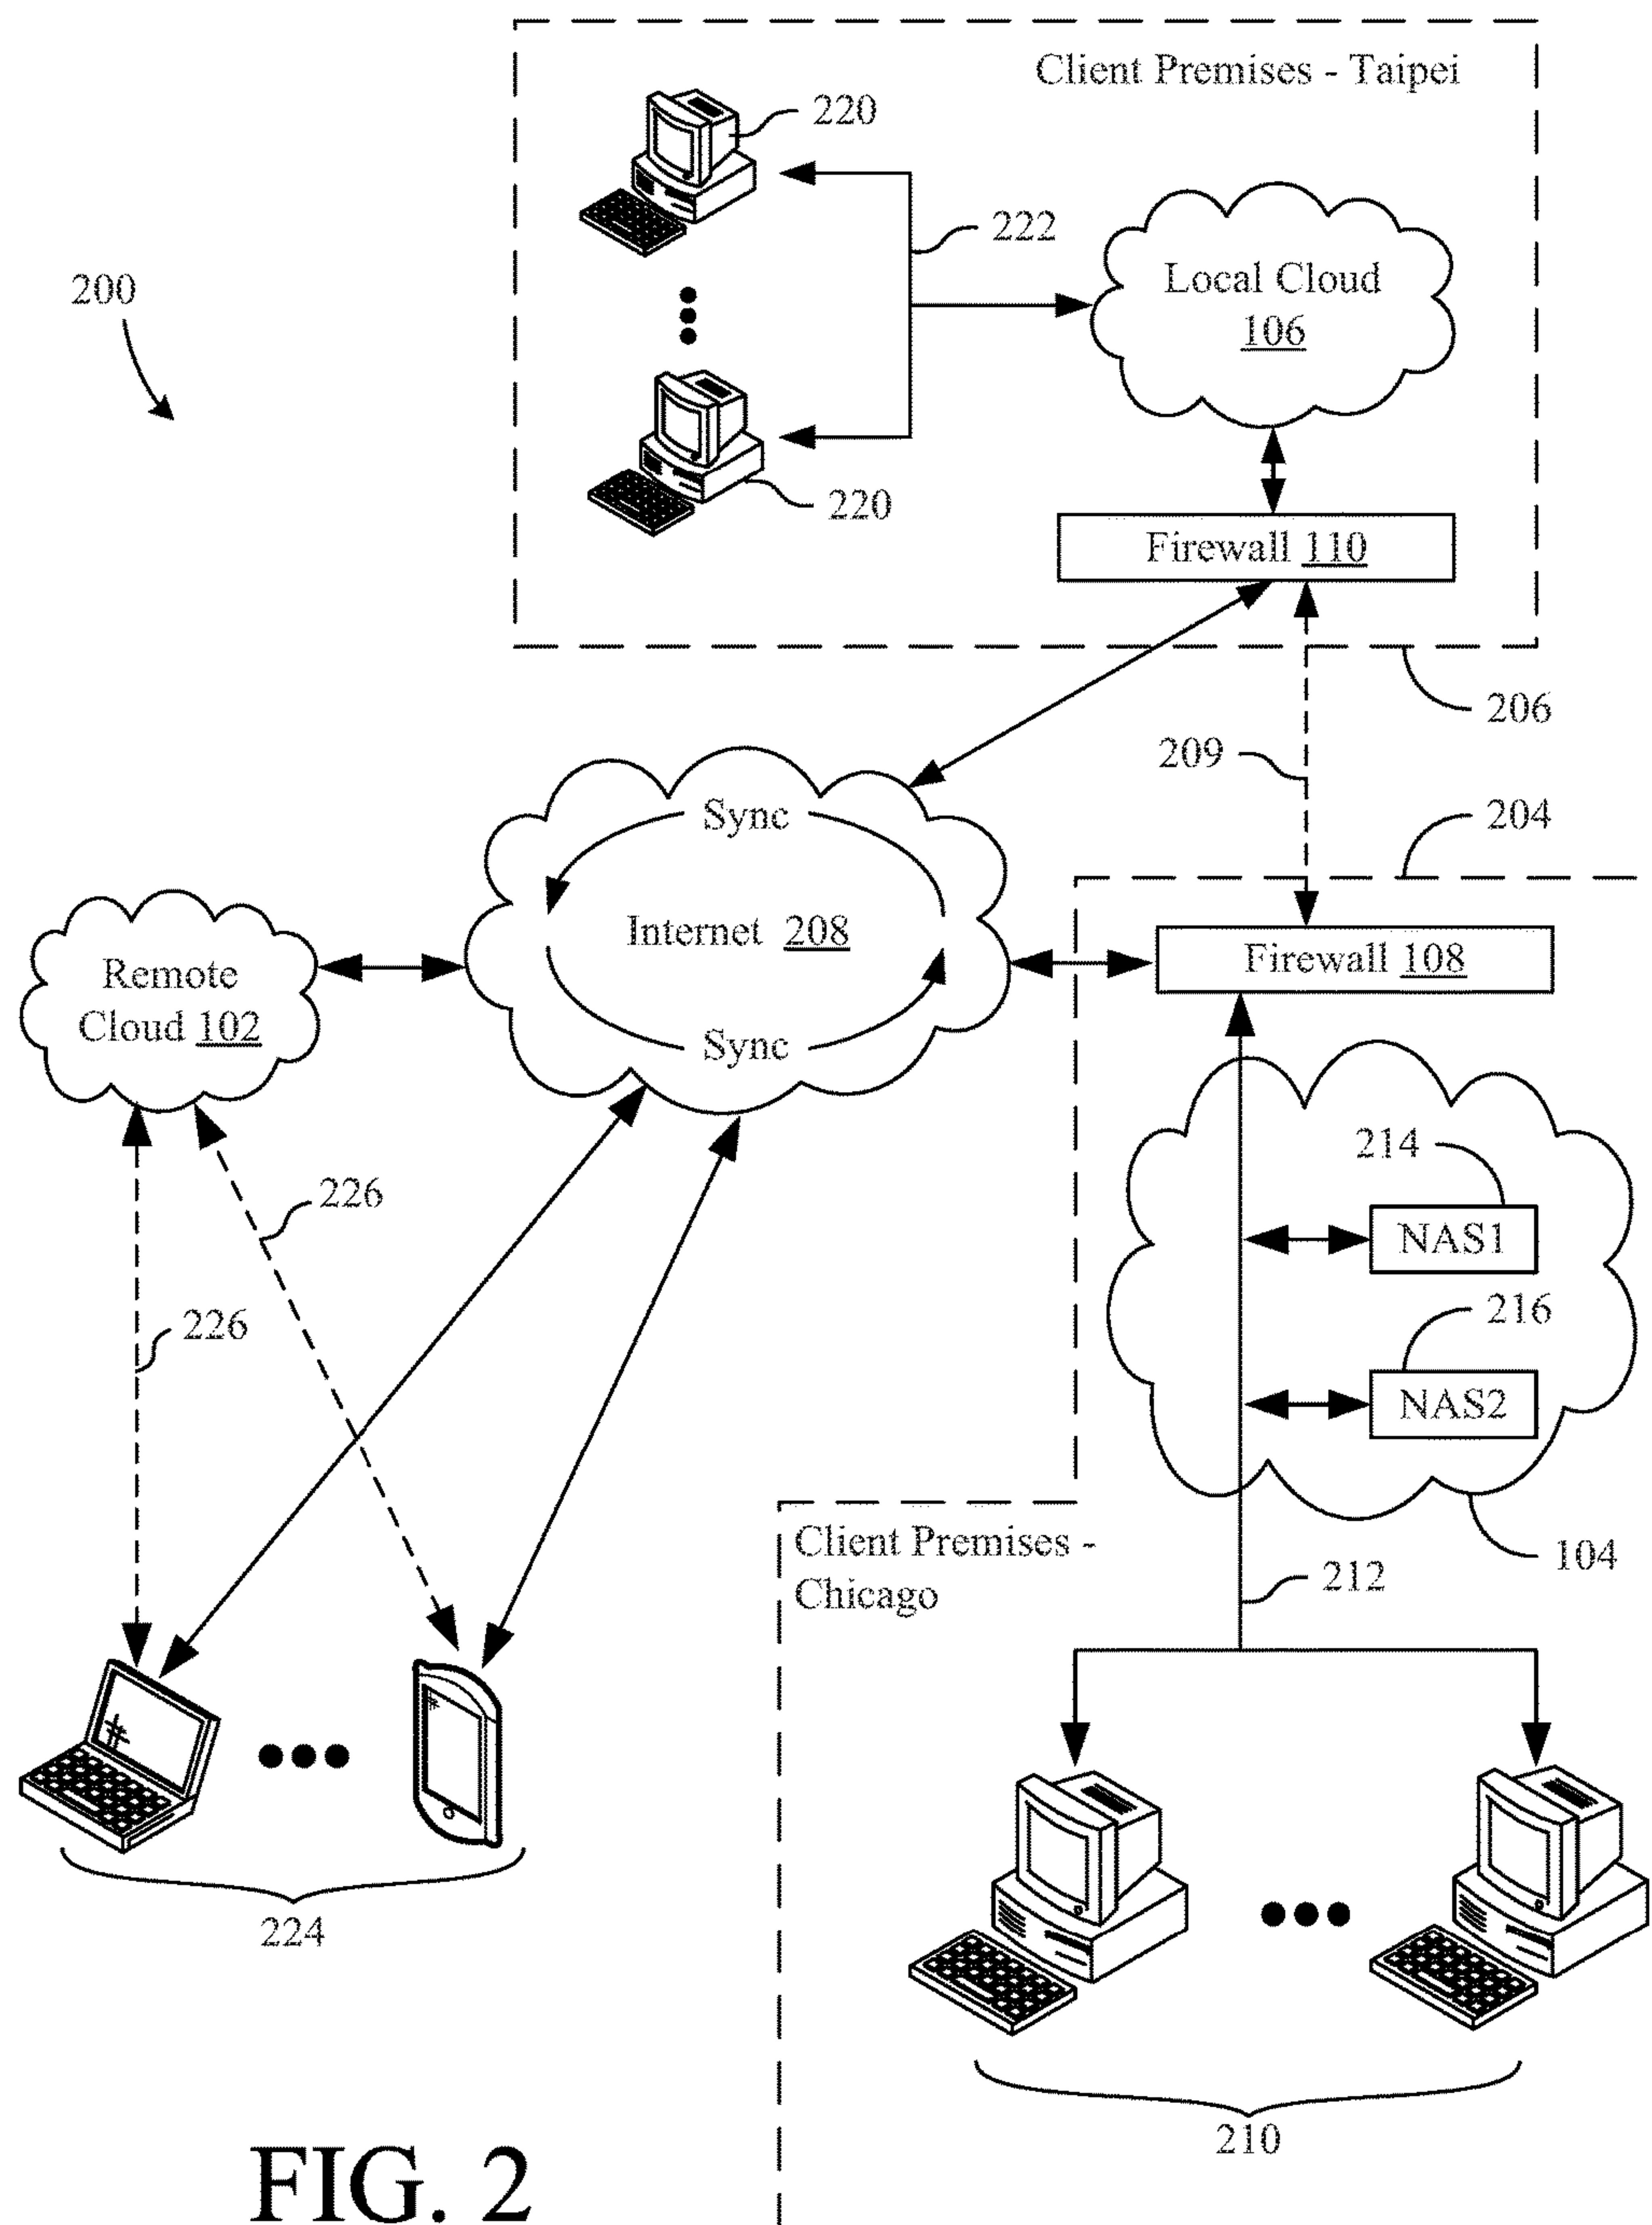 Client Premises - Taipei
220
222
Local Cloud
106
200
220
Firewall 110
206
209
204
Sync
Internet 208
Sync
Remote
Cloud 102
Firewall 108
214
NAS1
226
216
NAS2
226
Client Premises -
Chicago
104
212
224
210
FIG. 2